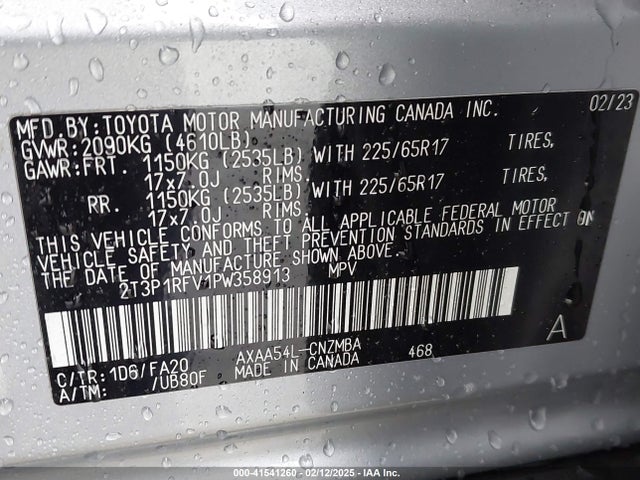 MFD.BY:TOYOTA MOTOR MANUFACTURING CANADA INC. 02/23
GVWR:2090KG (4610LB)
GAWR:FRT. 1150KG (2535LB) WITH 225/65R17 TIRES,
17x7.0J RIMS.
RR. 1150KG (2535LB) WITH 225/65R17 TIRES,
17x7.0J RIMS.
THIS VEHICLE CONFORMS TO ALL APPLICABLE FEDERAL MOTOR
VEHICLE SAFETY AND THEFT PREVENTION STANDARDS IN EFFECT ON
THE DATE OF MANUFACTURE SHOWN ABOVE.
2T3P1RFV1PW358913 MPV
A
C/TR:1D6/FA20 AXAA54L-CNZMBA 468
A/TM: /UB80F MADE IN CANADA
000-41541260 - 02/12/2025 - IAA Inc.